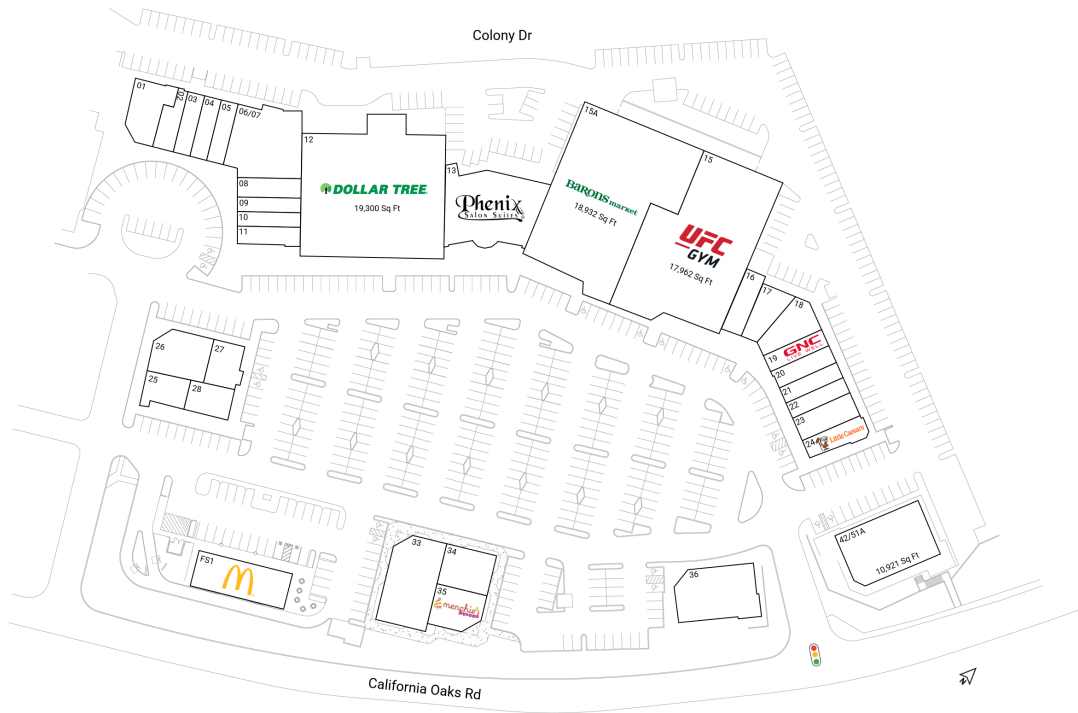 Colony Dr
01
02
03
04
05
06/07
08
09
10
11
12
DOLLAR TREE.
19,300 Sq Ft
13
Phenix
SALON SUITES
15A
BARONS market
18,932 Sq Ft
15
UFC
GYM
17,962 Sq Ft
16
17
18
19
GNC
LIVE WELL
20
21
22
23
24
Little Caesars
26
27
25
28
FS1
33
34
35
menchie's
36
42/51A
10,921 Sq Ft
California Oaks Rd
N